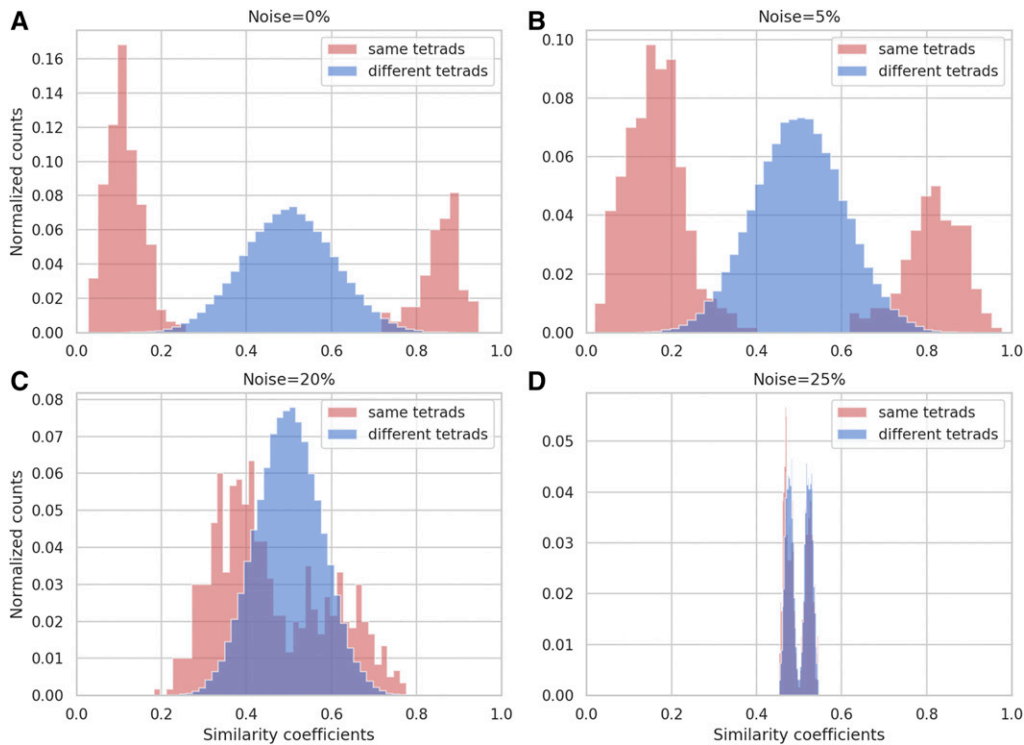 A
Noise=0%
Normalized counts
0.16
0.14
0.12
0.10
0.08
0.06
0.04
0.02
0.00
same tetrads
different tetrads
0.0 0.2 0.4 0.6 0.8 1.0
B
Noise=5%
0.10
0.08
0.06
0.04
0.02
0.00
same tetrads
different tetrads
0.0 0.2 0.4 0.6 0.8 1.0
C
Noise=20%
Normalized counts
0.08
0.07
0.06
0.05
0.04
0.03
0.02
0.01
0.00
same tetrads
different tetrads
0.0 0.2 0.4 0.6 0.8 1.0
Similarity coefficients
D
Noise=25%
0.05
0.04
0.03
0.02
0.01
0.00
same tetrads
different tetrads
0.0 0.2 0.4 0.6 0.8 1.0
Similarity coefficients